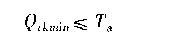 Q_{ckmin} ≤ T_a